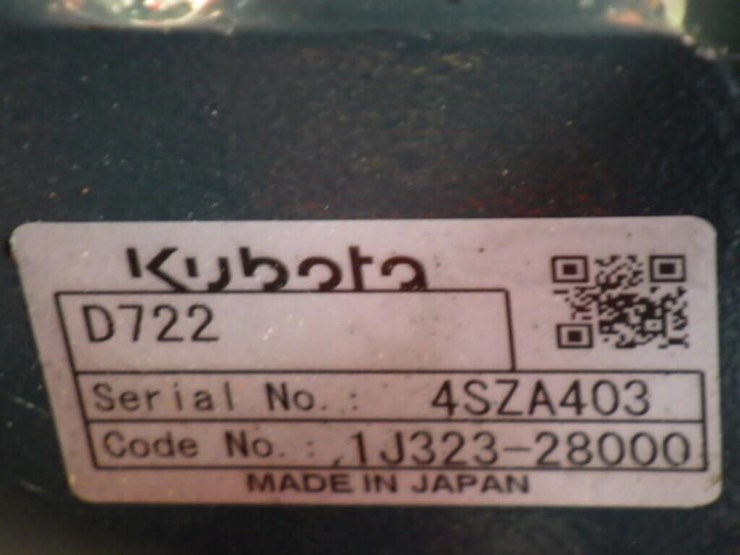 Kubota
D722
Serial No. : 4SZA403
Code No. : 1J323-28000
MADE IN JAPAN